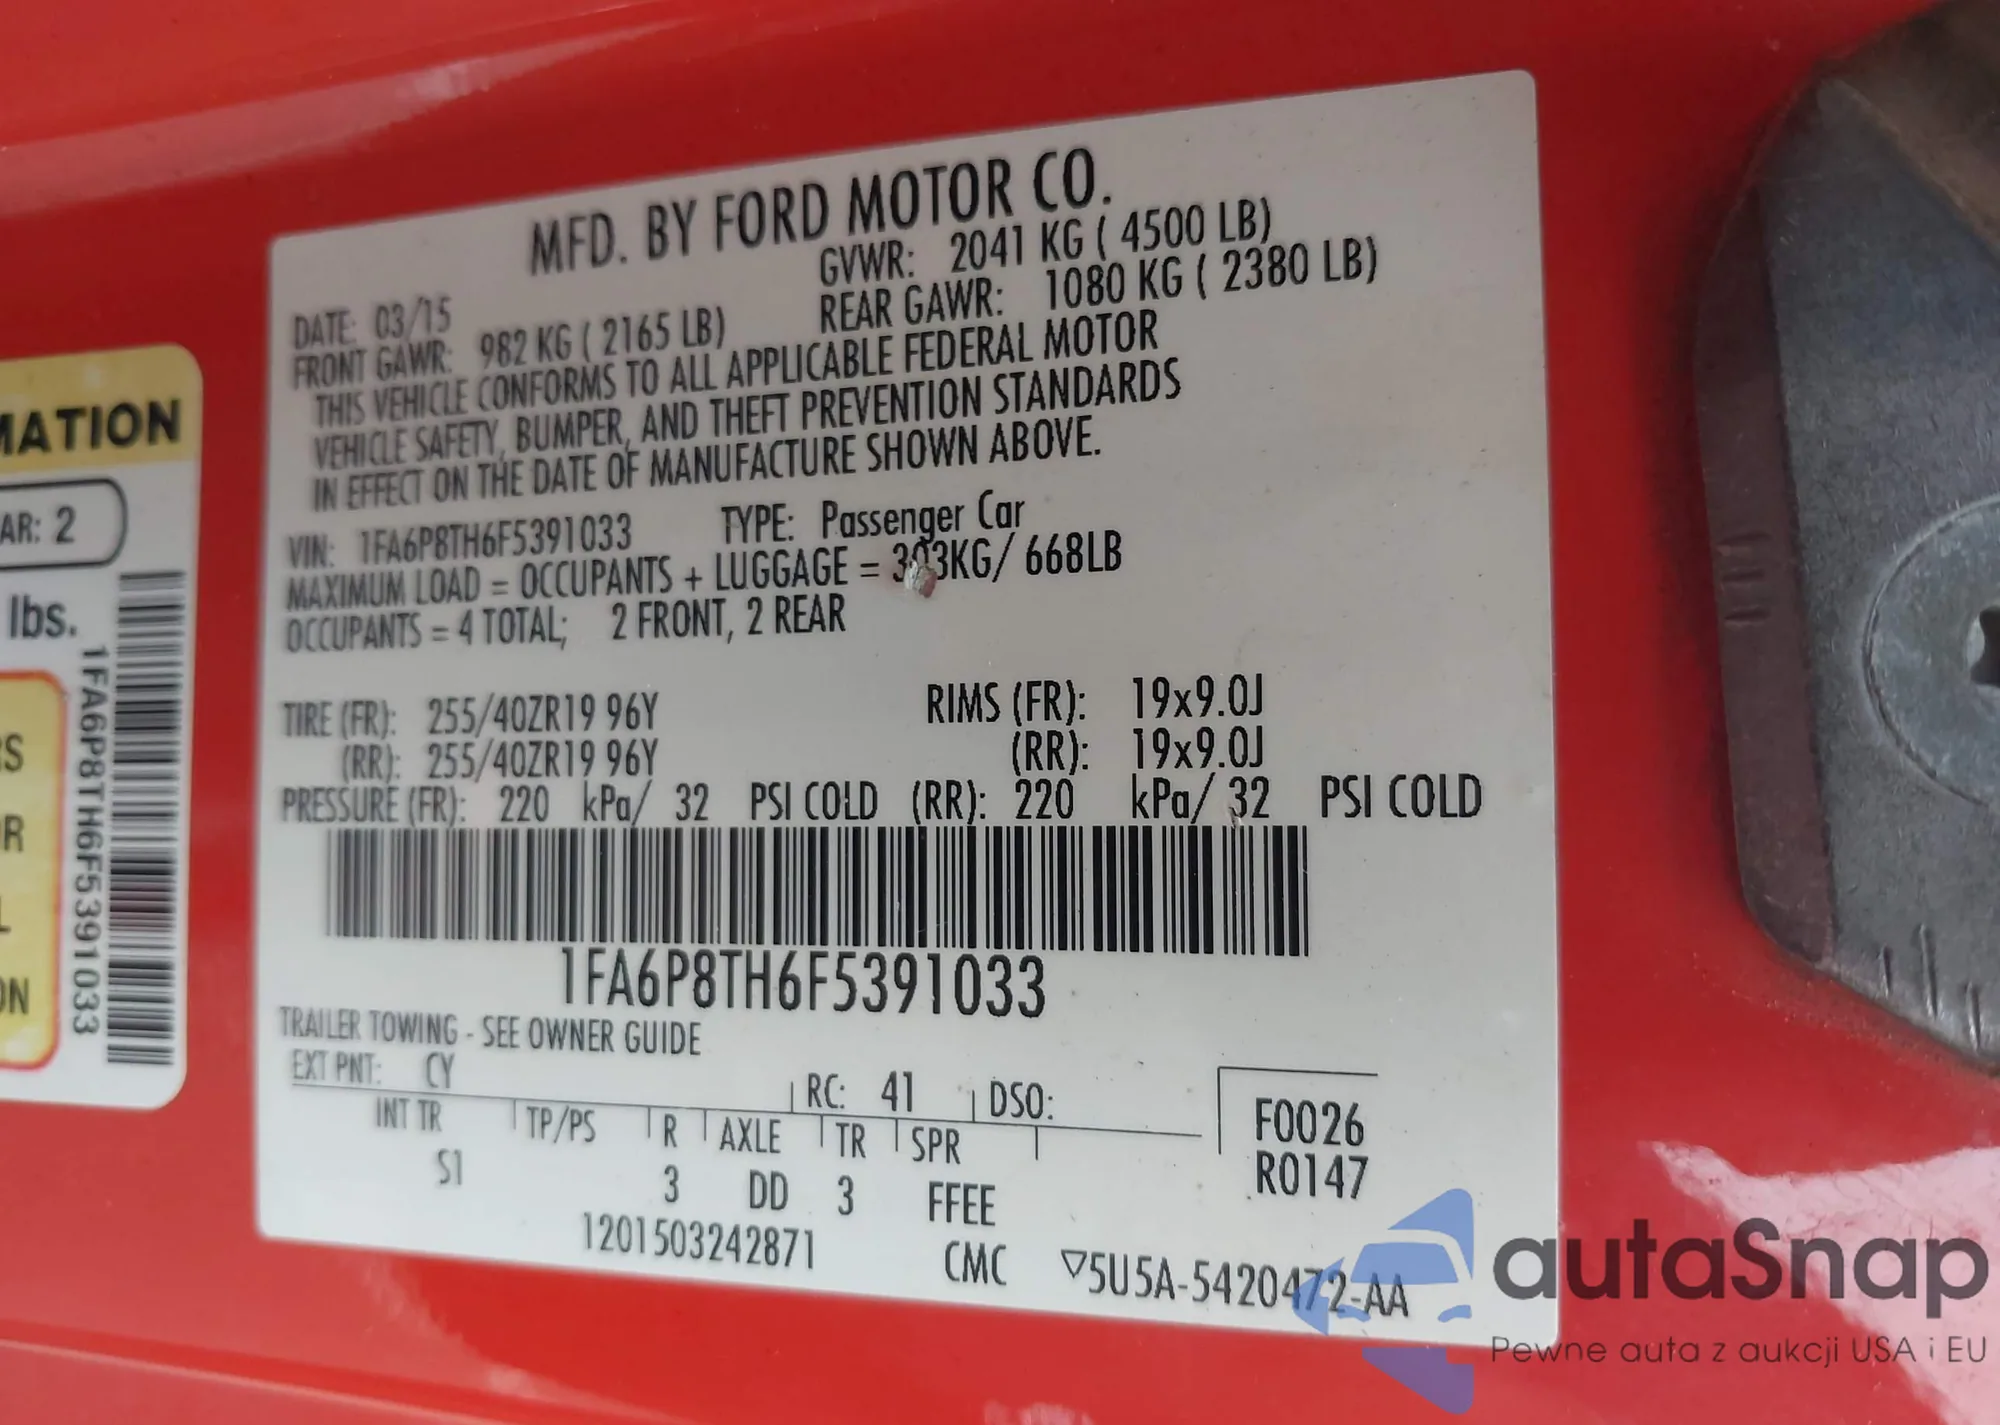 MATION
AR: 2
lbs.
1FA6P8TH6F5391033
RS
OR
L
ON
MFD. BY FORD MOTOR CO.
DATE: 03/15 GVWR: 2041 KG ( 4500 LB)
FRONT GAWR: 982 KG ( 2165 LB) REAR GAWR: 1080 KG ( 2380 LB)
THIS VEHICLE CONFORMS TO ALL APPLICABLE FEDERAL MOTOR
VEHICLE SAFETY, BUMPER, AND THEFT PREVENTION STANDARDS
IN EFFECT ON THE DATE OF MANUFACTURE SHOWN ABOVE.
VIN: 1FA6P8TH6F5391033 TYPE: Passenger Car
MAXIMUM LOAD = OCCUPANTS + LUGGAGE = 303KG/ 668LB
OCCUPANTS = 4 TOTAL; 2 FRONT, 2 REAR
TIRE (FR): 255/40ZR19 96Y RIMS (FR): 19x9.0J
(RR): 255/40ZR19 96Y (RR): 19x9.0J
PRESSURE (FR): 220 kPa/ 32 PSI COLD (RR): 220 kPa/ 32 PSI COLD
1FA6P8TH6F5391033
TRAILER TOWING - SEE OWNER GUIDE
EXT PNT: CY RC: 41 DSO:
INT TR TP/PS R AXLE TR SPR F0026
S1 3 DD 3 FFEE R0147
1201503242871 CMC ▽5U5A-5420472-AA
autaSnap
Pewne auta z aukcji USA i EU